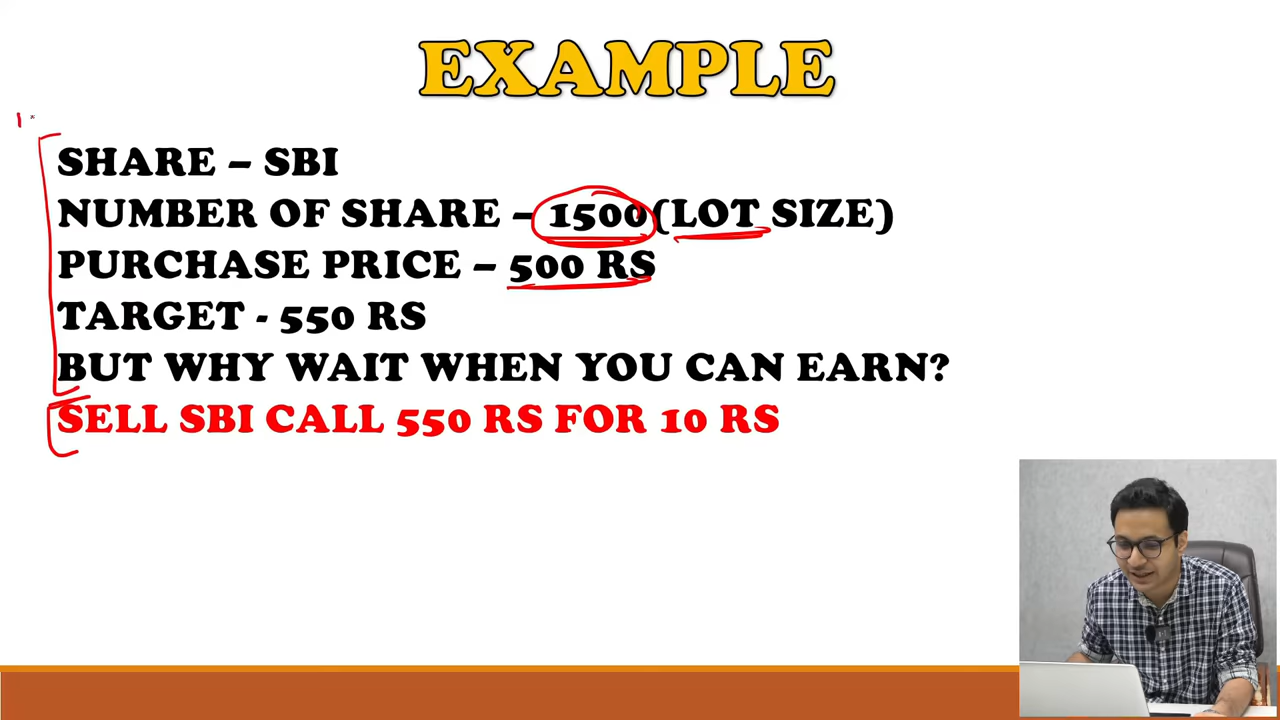 EXAMPLE
SHARE – SBI
NUMBER OF SHARE – 1500(LOT SIZE)
PURCHASE PRICE – 500 RS
TARGET - 550 RS
BUT WHY WAIT WHEN YOU CAN EARN?
SELL SBI CALL 550 RS FOR 10 RS